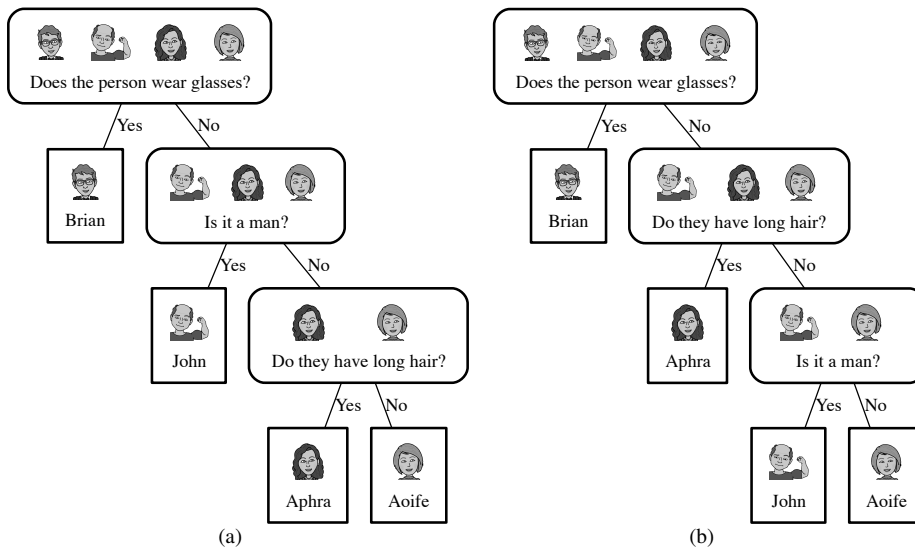 Does the person wear glasses?
Yes
No
Brian
Is it a man?
Yes
No
John
Do they have long hair?
Yes
No
Aphra
Aoife
(a)
Does the person wear glasses?
Yes
No
Brian
Do they have long hair?
Yes
No
Aphra
Is it a man?
Yes
No
John
Aoife
(b)